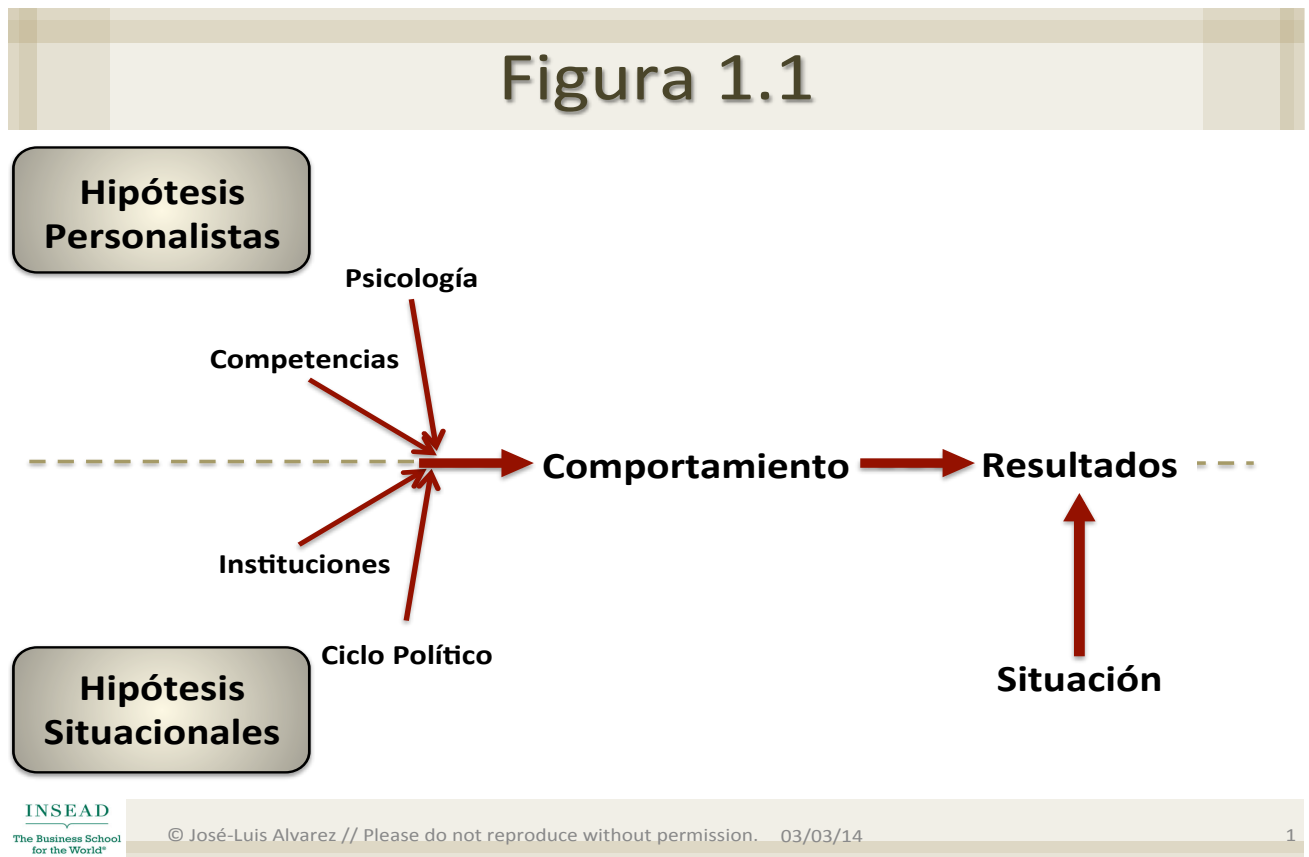 Figura 1.1
Hipótesis
Personalistas
Psicología
Competencias
Comportamiento
Resultados
Instituciones
Ciclo Político
Situación
Hipótesis
Situacionales
INSEAD
The Business School
for the World®
© José-Luis Alvarez // Please do not reproduce without permission. 03/03/14
1